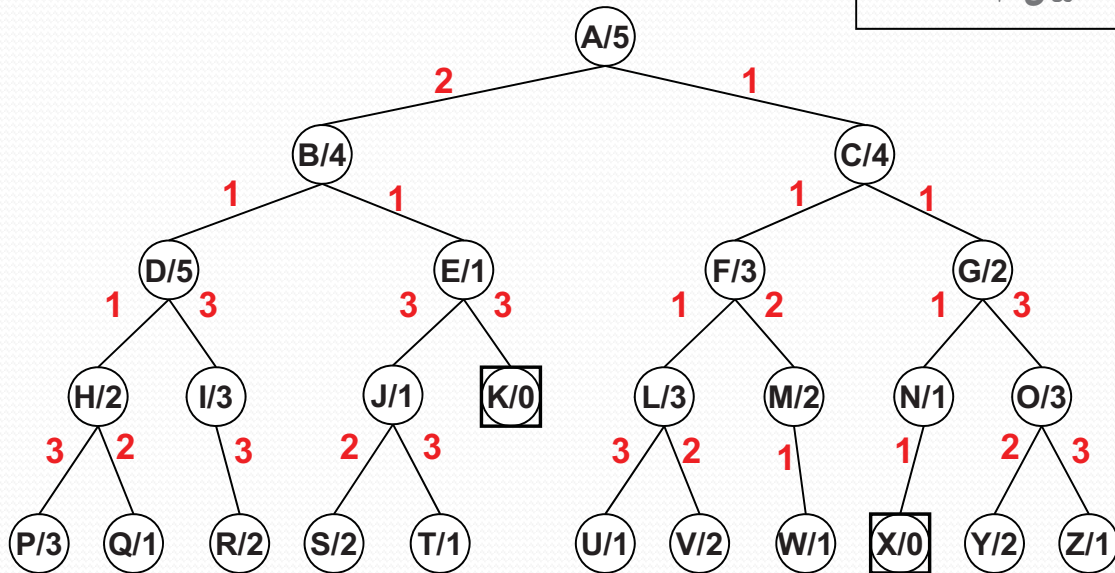 A/5
2 1
B/4 C/4
1 1 1 1
D/5 E/1 F/3 G/2
1 3 3 3 1 2 1 3
H/2 I/3 J/1 K/0 L/3 M/2 N/1 O/3
3 2 3 2 3 3 2 1 1 2 3
P/3 Q/1 R/2 S/2 T/1 U/1 V/2 W/1 X/0 Y/2 Z/1